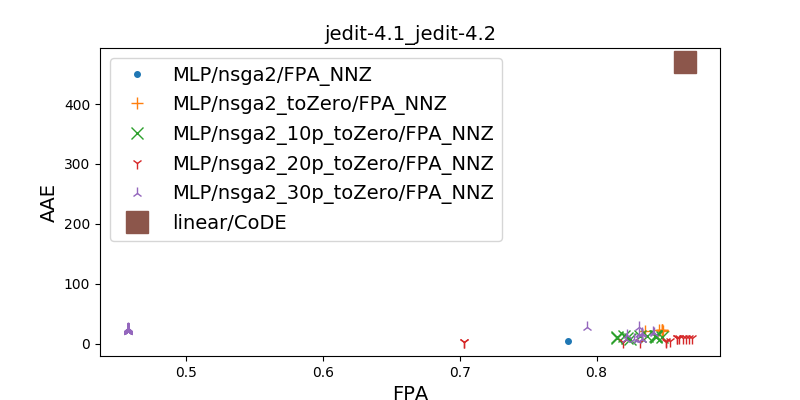 jedit-4.1_jedit-4.2
MLP/nsga2/FPA_NNZ
MLP/nsga2_toZero/FPA_NNZ
MLP/nsga2_10p_toZero/FPA_NNZ
MLP/nsga2_20p_toZero/FPA_NNZ
MLP/nsga2_30p_toZero/FPA_NNZ
linear/CoDE
AAE
400
300
200
100
0
0.5 0.6 0.7 0.8
FPA